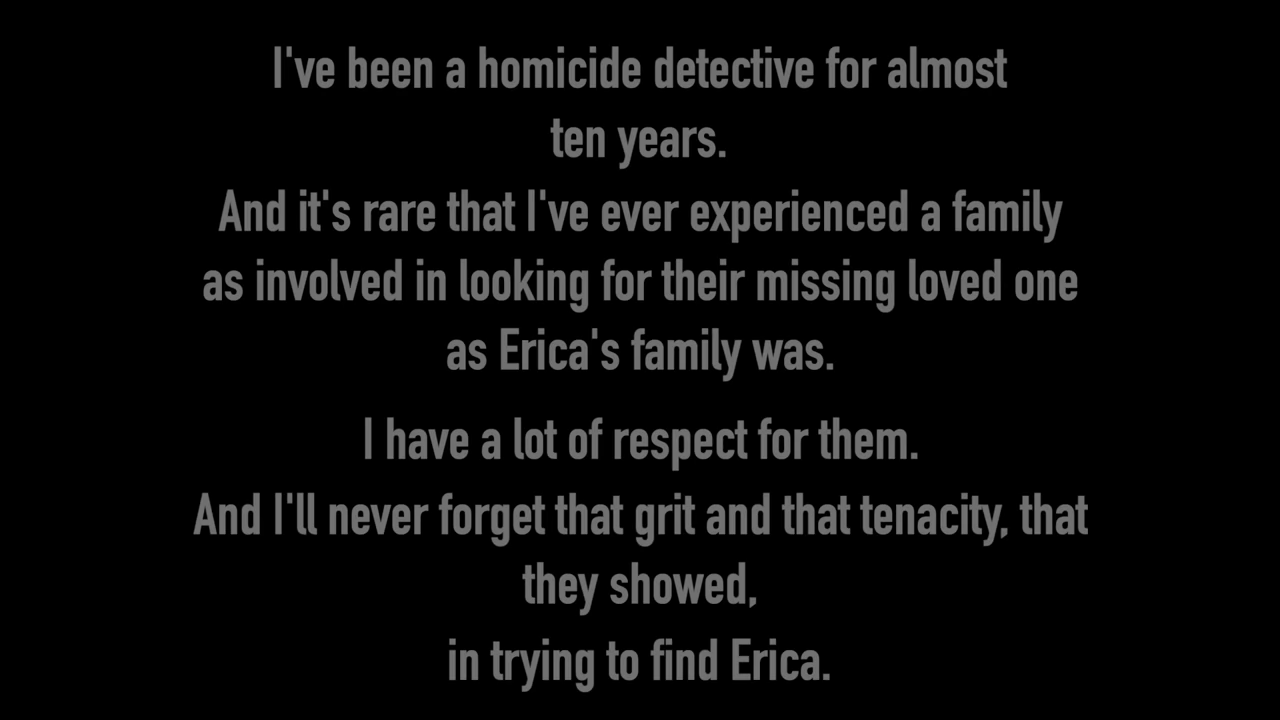 I've been a homicide detective for almost
ten years.
And it's rare that I've ever experienced a family
as involved in looking for their missing loved one
as Erica's family was.
I have a lot of respect for them.
And I'll never forget that grit and that tenacity, that
they showed,
in trying to find Erica.